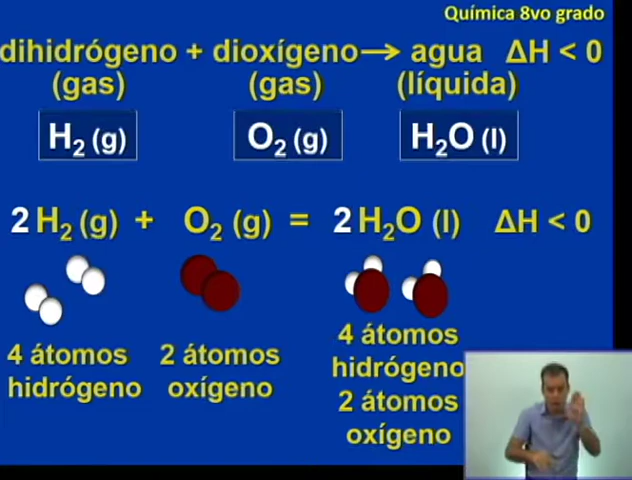 Química 8vo grado
dihidrógeno + dioxígeno → agua ΔH < 0
(gas) (gas) (líquida)
H₂ (g) O₂ (g) H₂O (l)
2 H₂ (g) + O₂ (g) = 2 H₂O (l) ΔH < 0
4 átomos 2 átomos 4 átomos
hidrógeno oxígeno hidrógeno
2 átomos
oxígeno